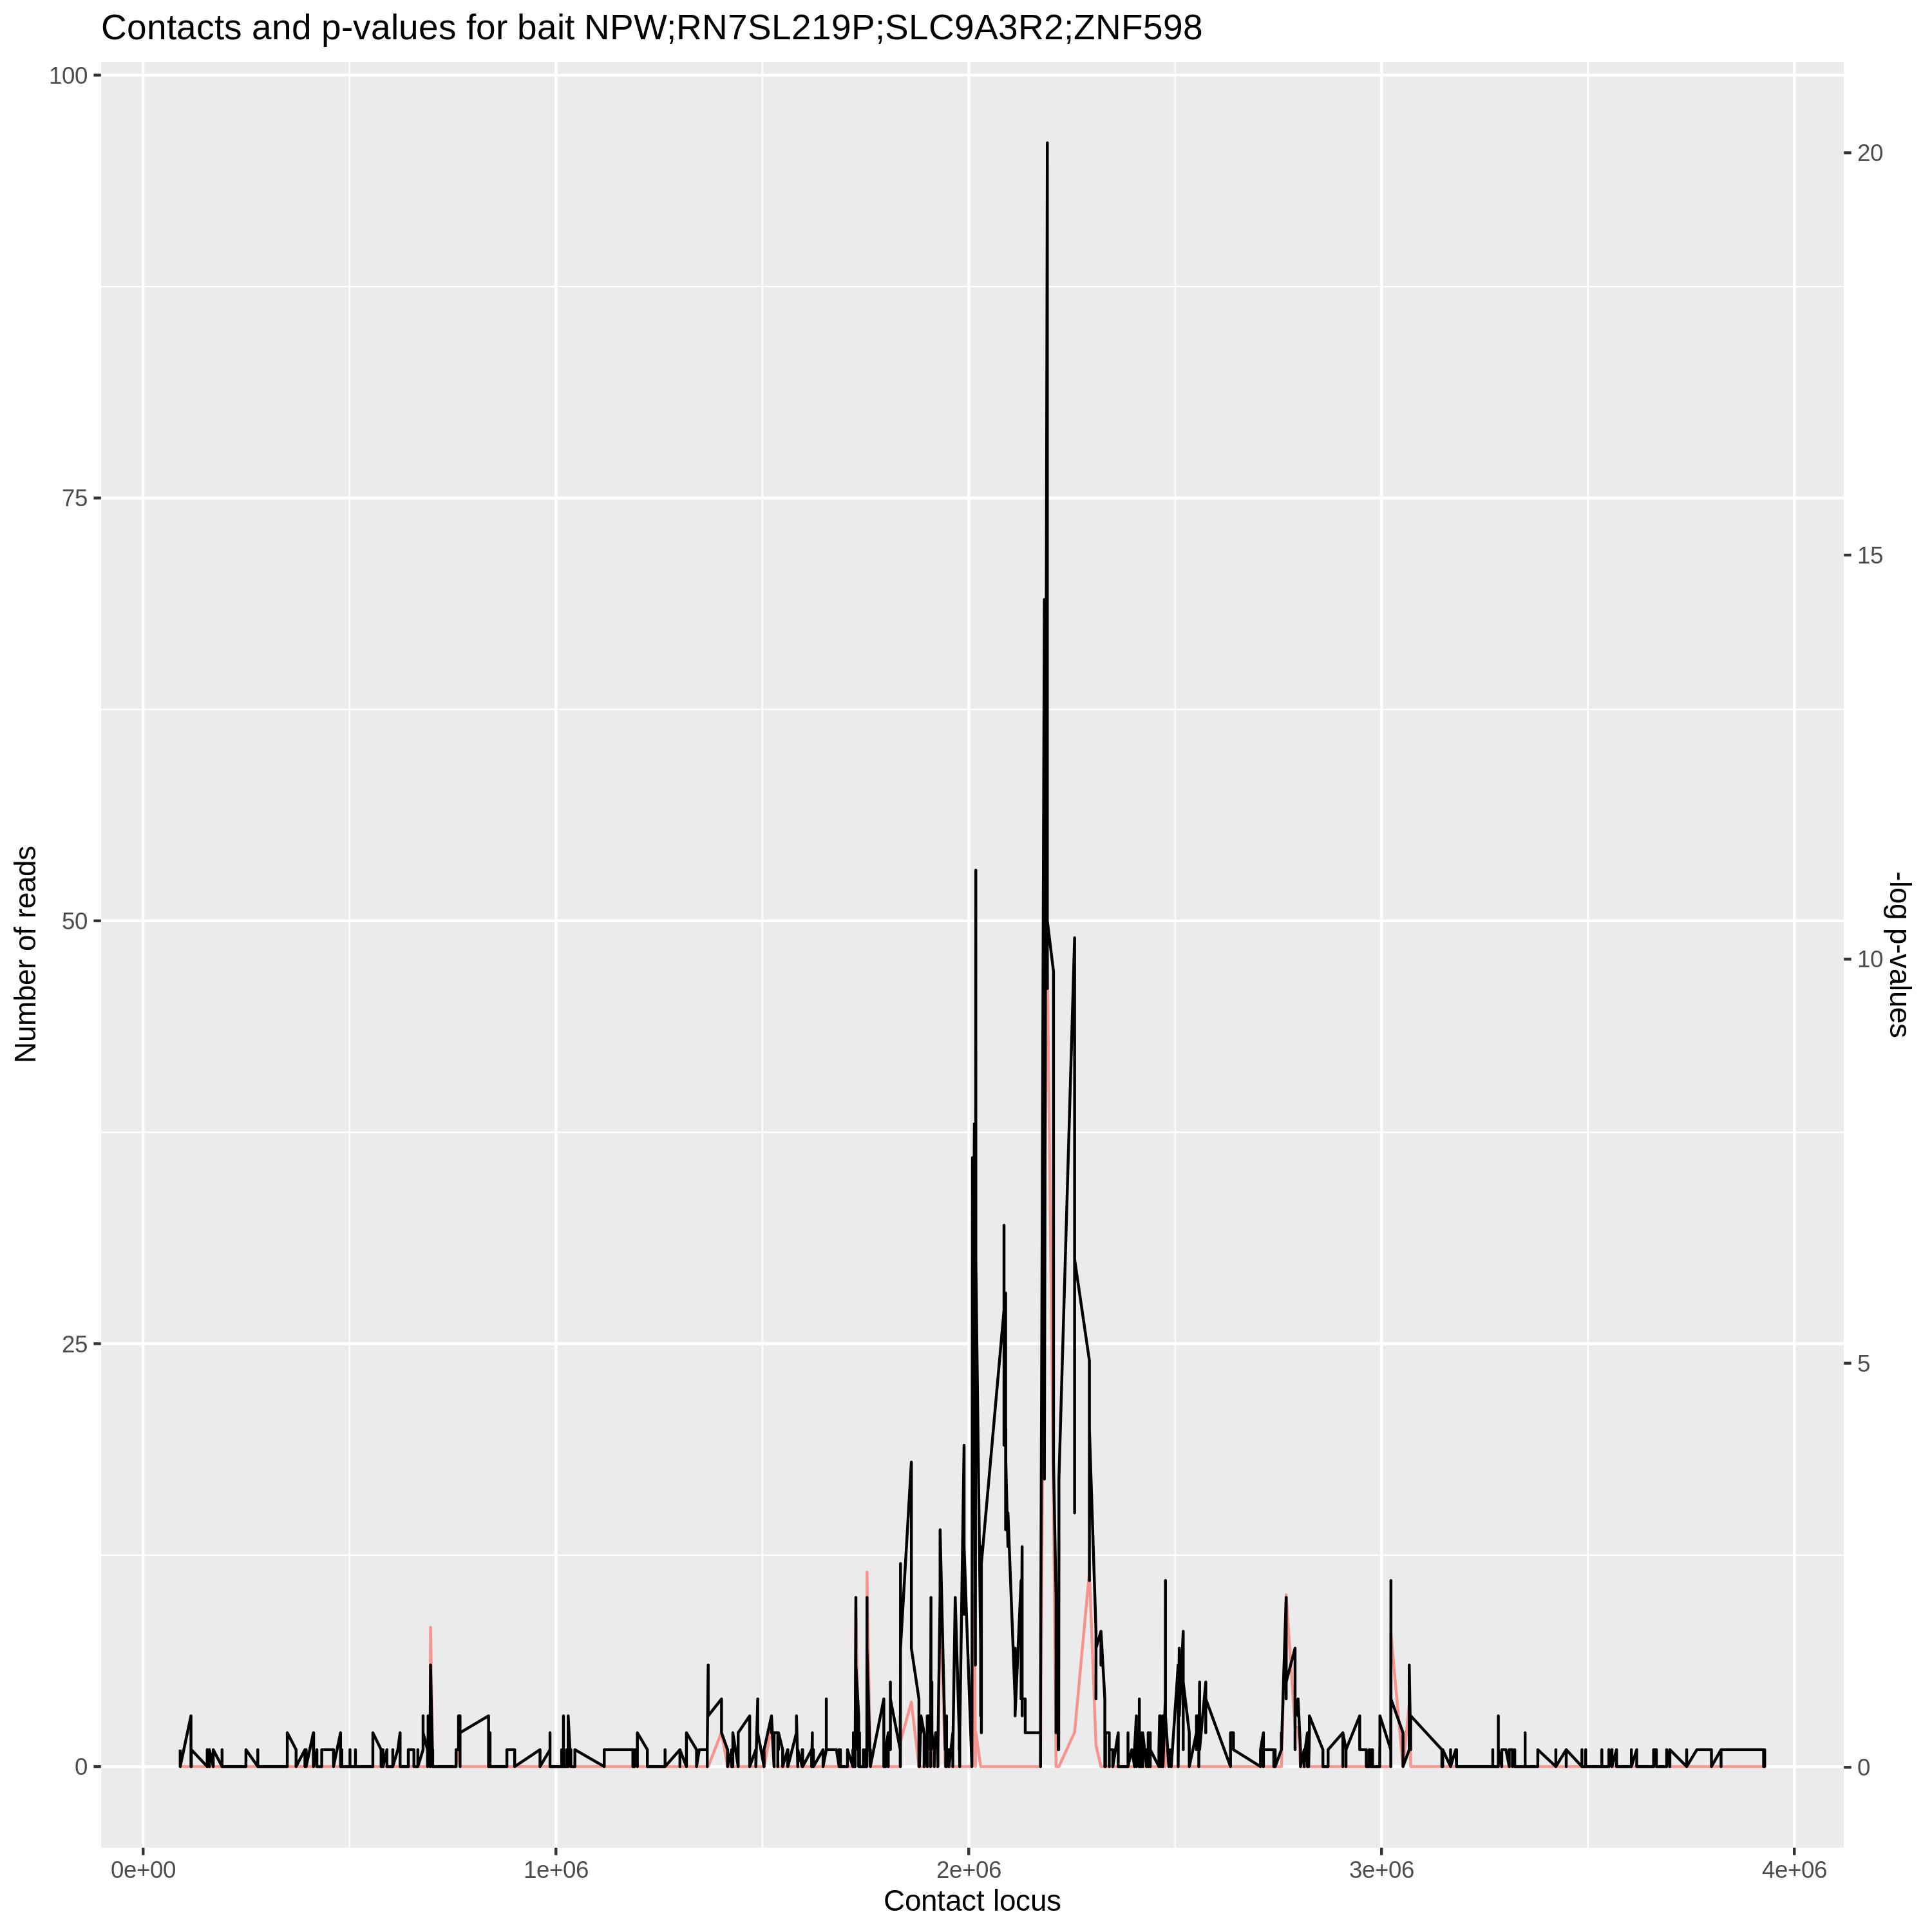 Contacts and p-values for bait NPW;RN7SL219P;SLC9A3R2;ZNF598
100
75
50
25
0
Number of reads
20
15
10
5
0
-log p-values
0e+00
1e+06
2e+06
3e+06
4e+06
Contact locus